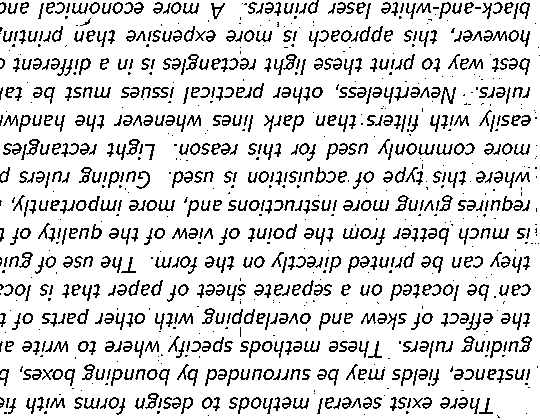 There exist several methods to design forms with fie
instance, fields may be surrounded by bounding boxes, b
guiding rulers. These methods specify where to write an
the effect of skew and overlapping with other parts of t
can be located on a separate sheet of paper that is loca
they can be printed directly on the form. The use of gui
is much better from the point of view of the quality of t
requires giving more instructions and, more importantly,
where this type of acquisition is used. Guiding rulers p
more commonly used for this reason. Light rectangles
easily with filters than dark lines whenever the handw
rulers. Nevertheless, other practical issues must be tak
best way to print these light rectangles is in a different c
however, this approach is more expensive than printing
black-and-white laser printers. A more economical and